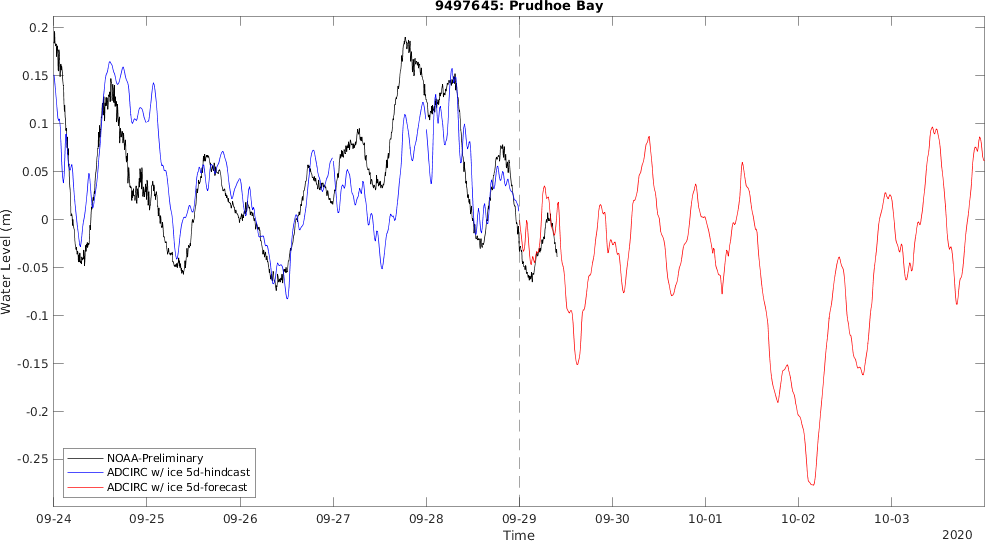 9497645: Prudhoe Bay
0.2
0.15
0.1
0.05
0
-0.05
-0.1
-0.15
-0.2
-0.25
Water Level (m)
NOAA-Preliminary
ADCIRC w/ ice 5d-hindcast
ADCIRC w/ ice 5d-forecast
09-24 09-25 09-26 09-27 09-28 09-29 09-30 10-01 10-02 10-03
Time
2020